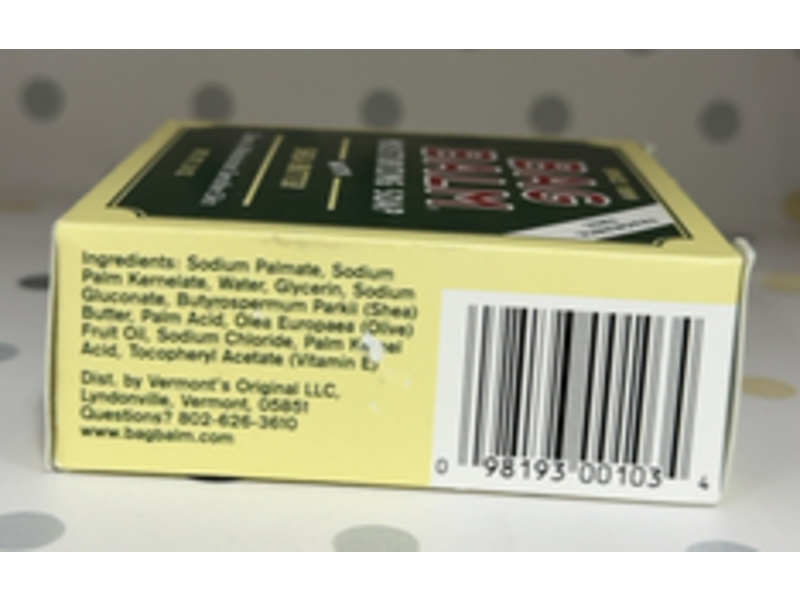 BAG
BALM
SOAP
Ingredients: Sodium Palmate, Sodium
Palm Kernelate, Water, Glycerin, Sodium
Gluconate, Butyrospermum Parkii (Shea)
Butter, Palm Acid, Olea Europaea (Olive)
Fruit Oil, Sodium Chloride, Palm Kernel
Acid, Tocopheryl Acetate (Vitamin E)
Dist. by Vermont's Original LLC,
Lyndonville, Vermont, 05851
Questions? 802-626-3610
www.bagbalm.com
0 98193 00103 4